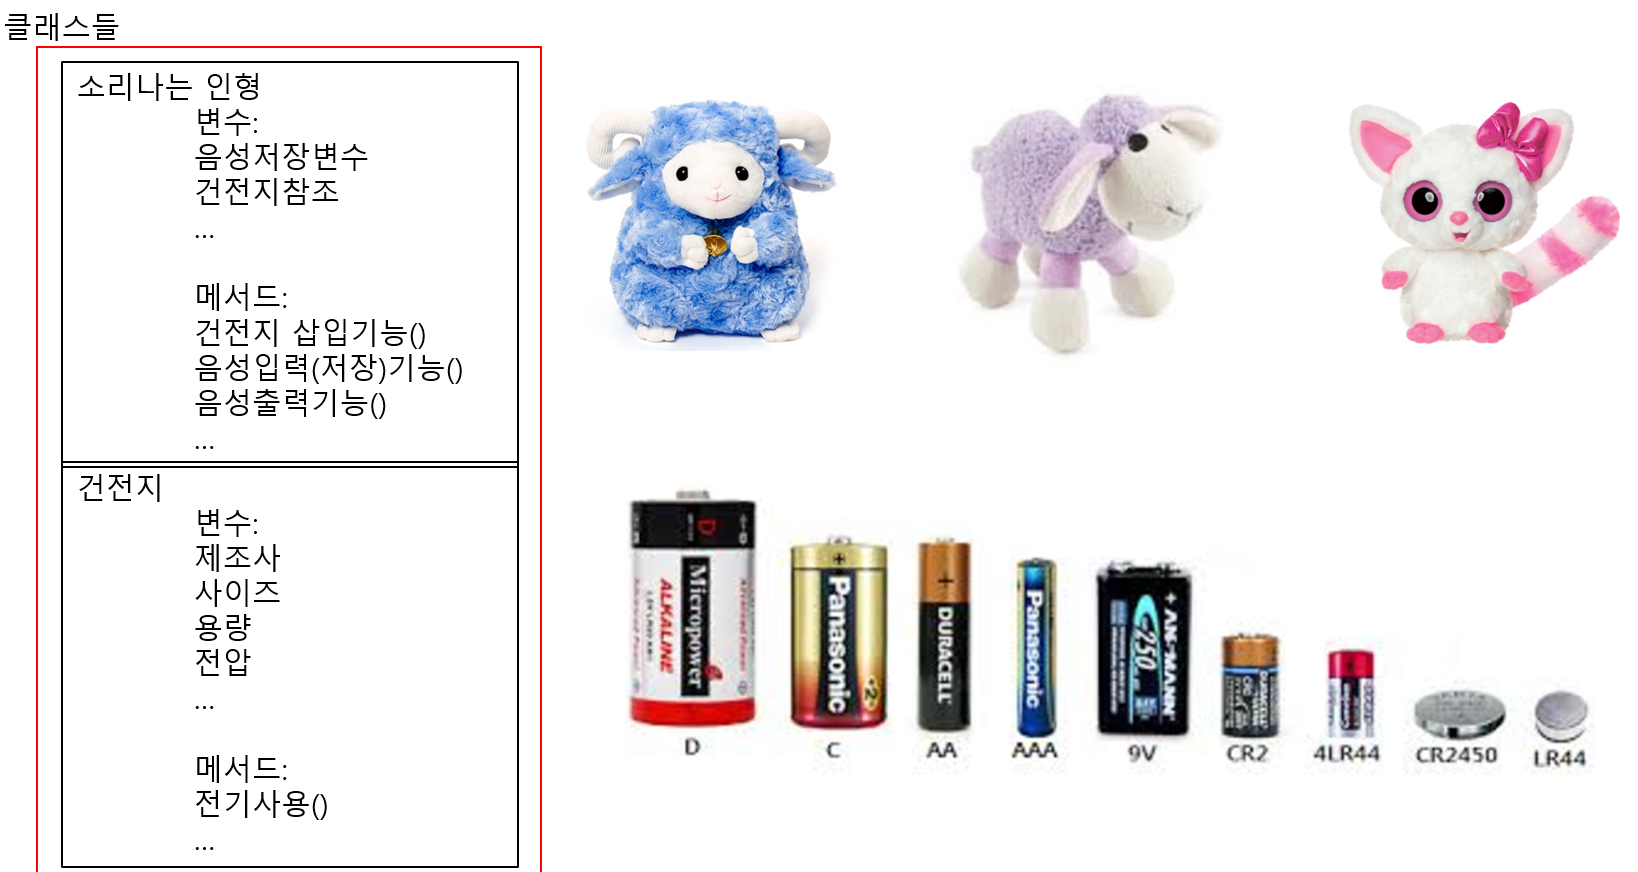 클래스들
소리나는 인형
변수:
음성저장변수
건전지참조
...
메서드:
건전지 삽입기능()
음성입력(저장)기능()
음성출력기능()
...
건전지
변수:
제조사
사이즈
용량
전압
...
메서드:
전기사용()
...
D
Micropower
ALKALINE
Panasonic
+
DURACELL
Panasonic
250
D
C
AA
AAA
9V
CR2
4LR44
CR2450
LR44